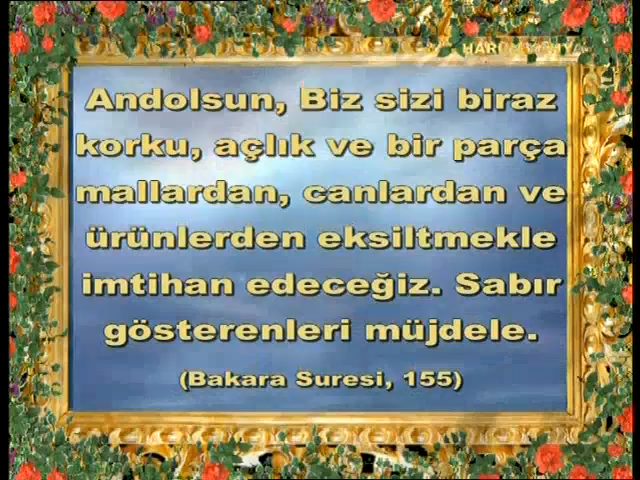 Andolsun, Biz sizi biraz
korku, açlık ve bir parça
mallardan, canlardan ve
ürünlerden eksiltmekle
imtihan edeceğiz. Sabır
gösterenleri müjdele.
(Bakara Suresi, 155)